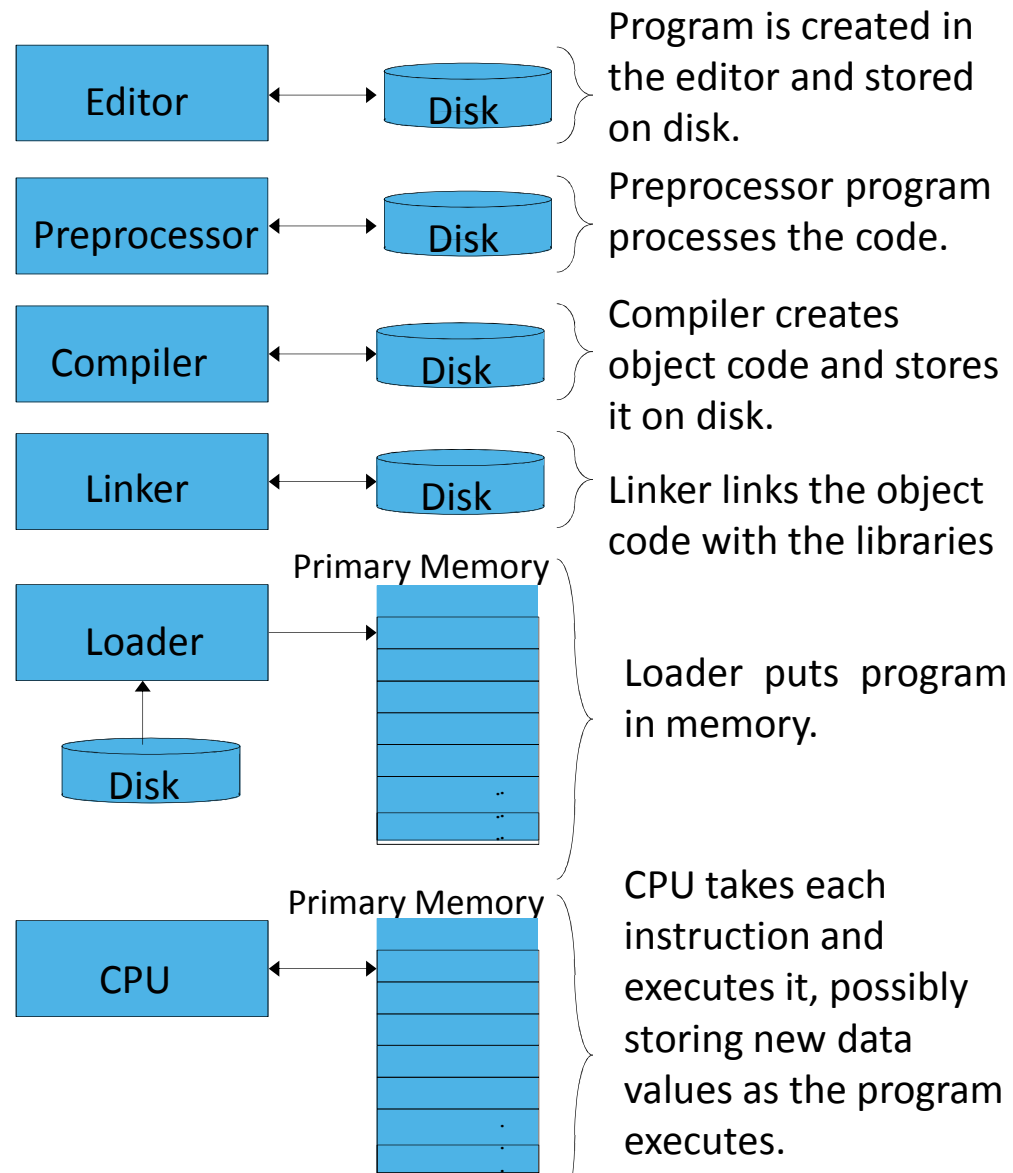 Editor
Disk
Program is created in
the editor and stored
on disk.
Preprocessor
Disk
Preprocessor program
processes the code.
Compiler
Disk
Compiler creates
object code and stores
it on disk.
Linker
Disk
Linker links the object
code with the libraries
Primary Memory
Loader
Disk
Loader puts program
in memory.
Primary Memory
CPU
CPU takes each
instruction and
executes it, possibly
storing new data
values as the program
executes.